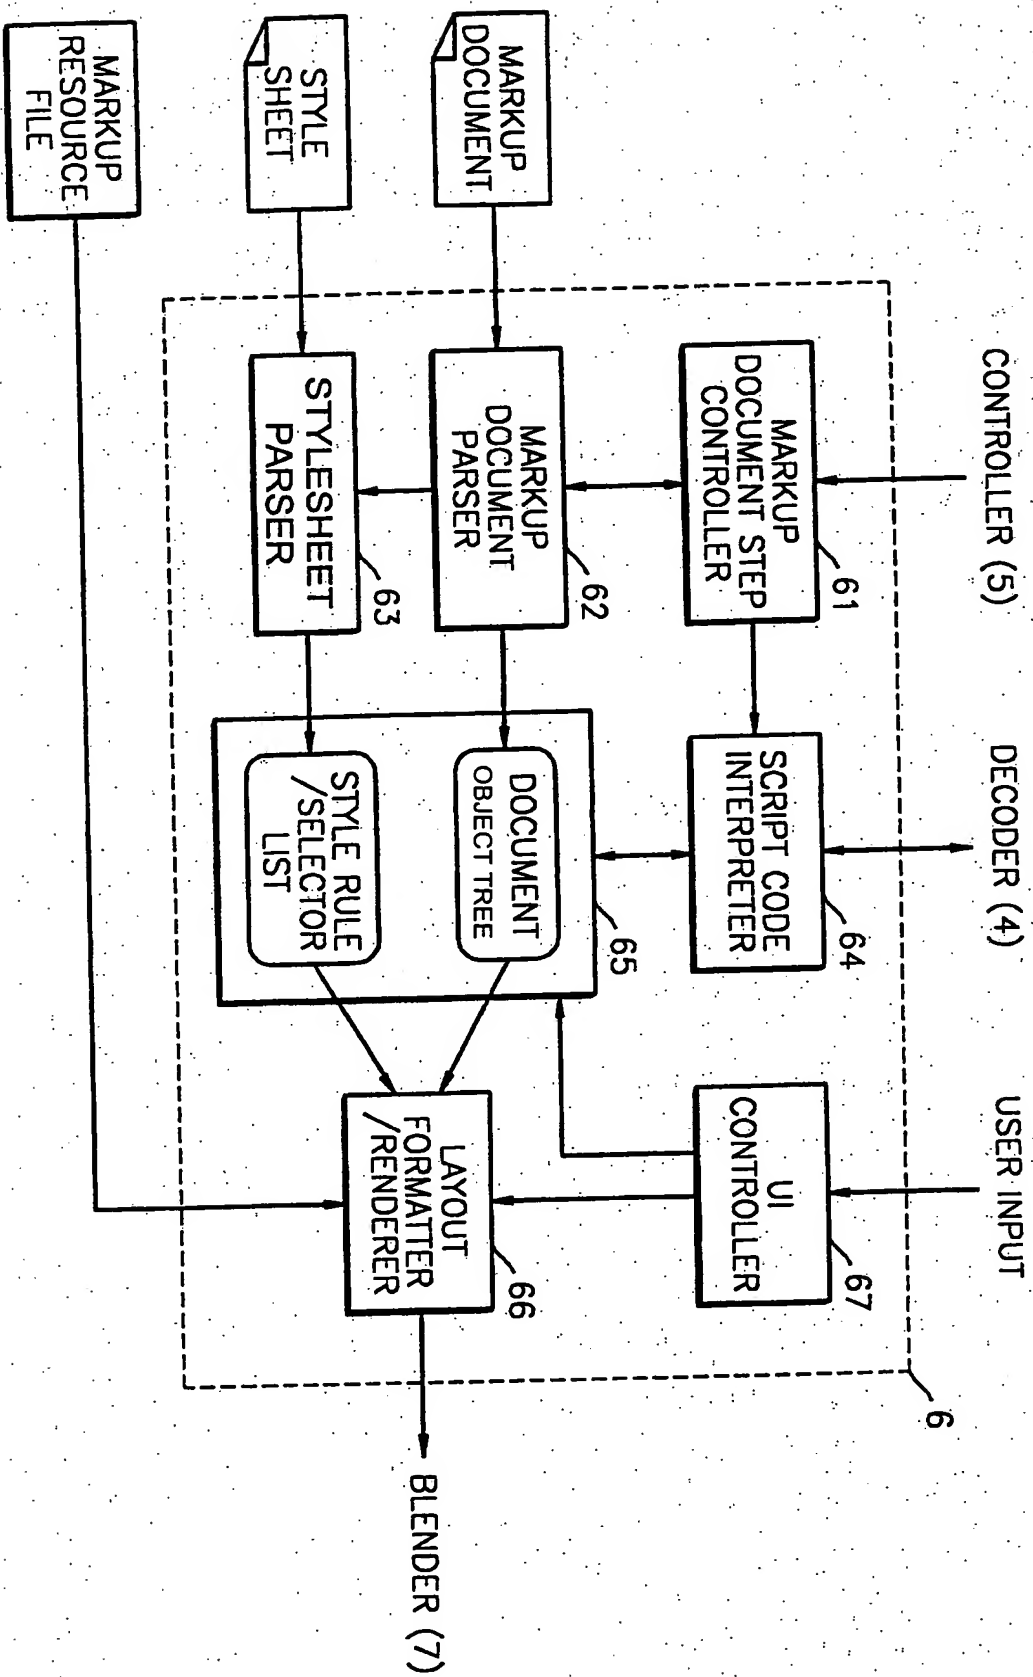 CONTROLLER (5)
DECODER (4)
USER INPUT
6
MARKUP
DOCUMENT STEP
CONTROLLER
61
SCRIPT CODE
INTERPRETER
64
UI
CONTROLLER
67
MARKUP
DOCUMENT
MARKUP
DOCUMENT
PARSER
62
DOCUMENT
OBJECT TREE
65
STYLE
SHEET
STYLESHEET
PARSER
63
STYLE RULE
/SELECTOR
LIST
LAYOUT
FORMATTER
/RENDERER
66
BLENDER (7)
MARKUP
RESOURCE
FILE